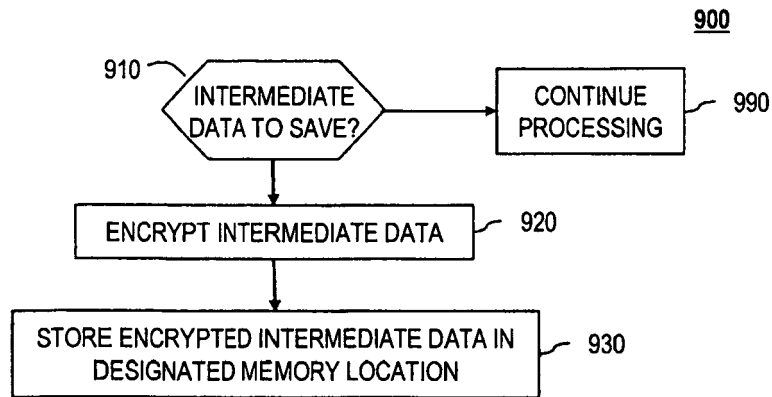 900
910
INTERMEDIATE
DATA TO SAVE?
CONTINUE
PROCESSING
990
ENCRYPT INTERMEDIATE DATA
920
STORE ENCRYPTED INTERMEDIATE DATA IN
DESIGNATED MEMORY LOCATION
930